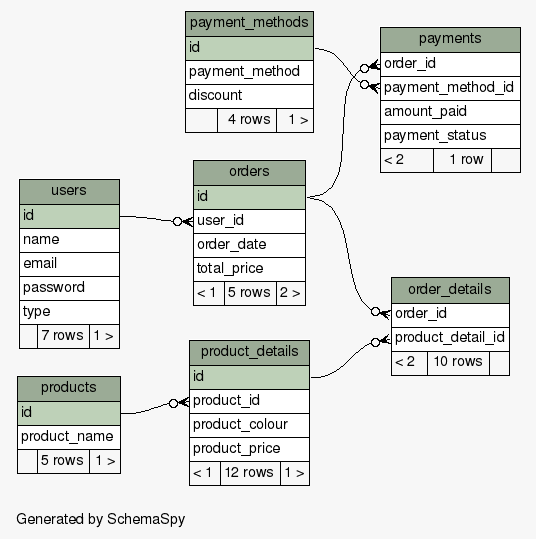 payment_methods
id
payment_method
discount
4 rows 1 >
payments
order_id
payment_method_id
amount_paid
payment_status
< 2 1 row
orders
id
user_id
order_date
total_price
< 1 5 rows 2 >
users
id
name
email
password
type
7 rows 1 >
order_details
order_id
product_detail_id
< 2 10 rows
product_details
id
product_id
product_colour
product_price
< 1 12 rows 1 >
products
id
product_name
5 rows 1 >
Generated by SchemaSpy